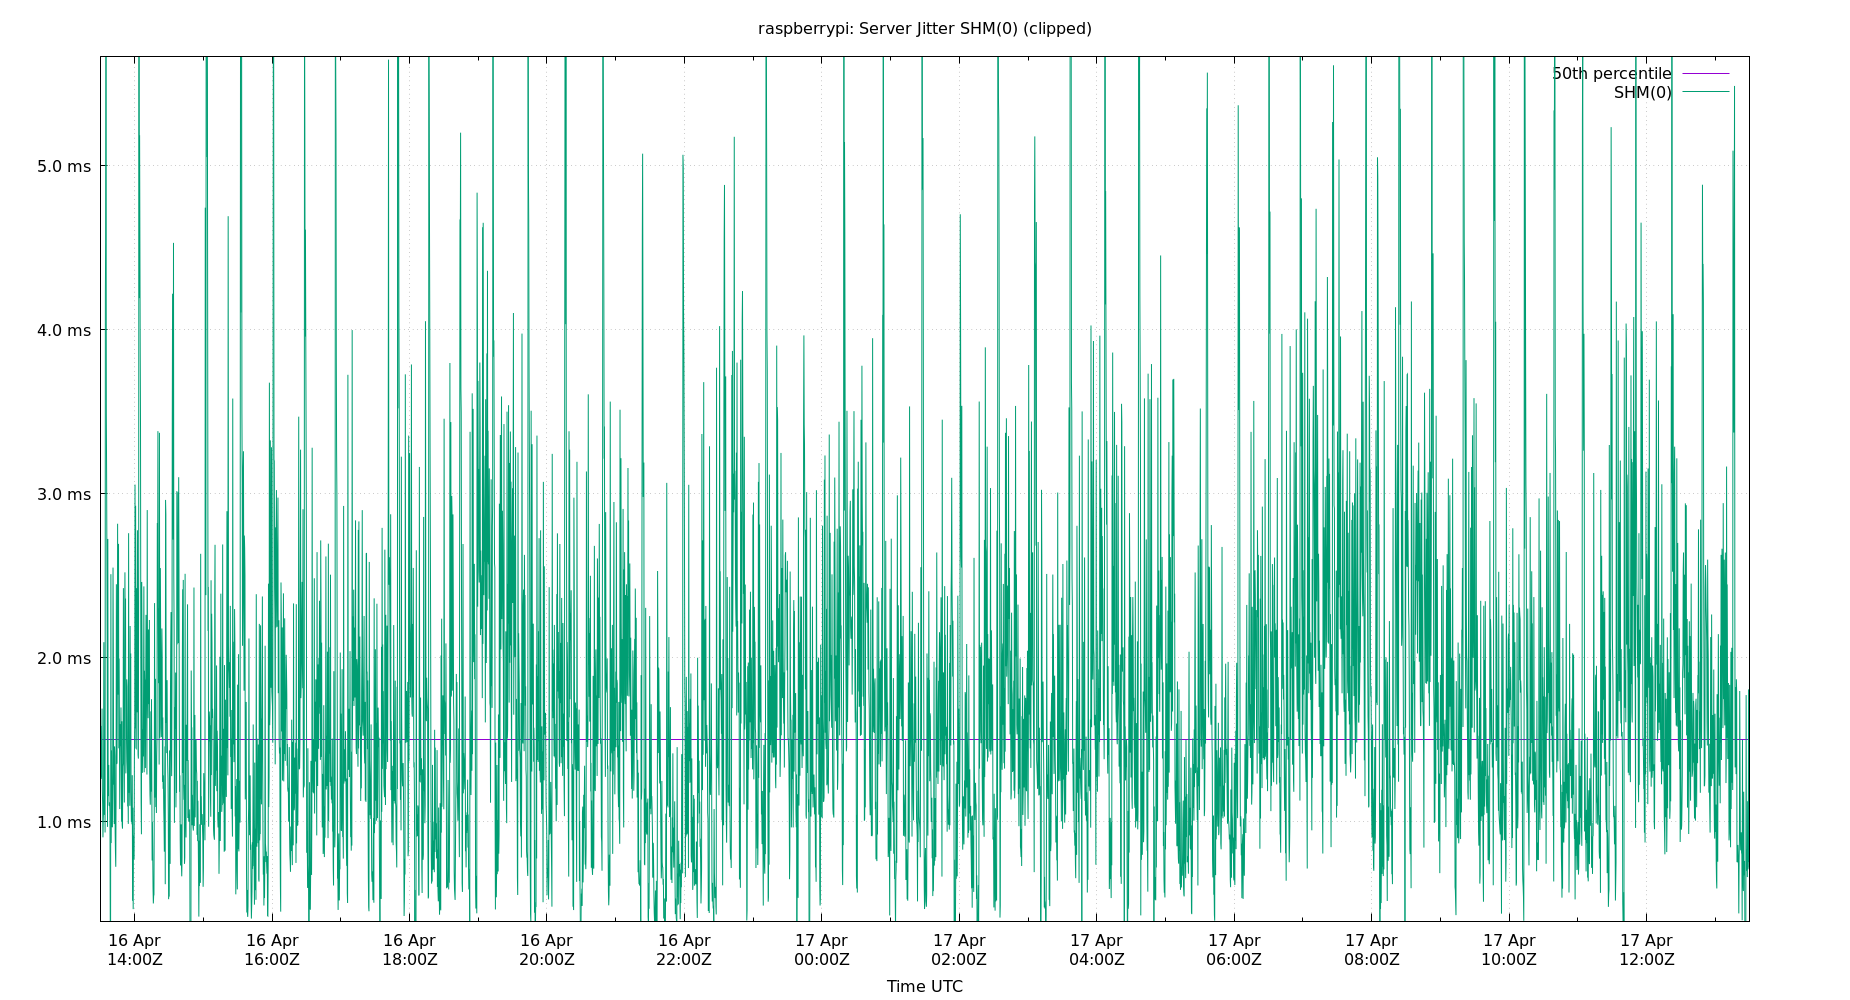 raspberrypi: Server Jitter SHM(0) (clipped)
50th percentile
SHM(0)
5.0 ms
4.0 ms
3.0 ms
2.0 ms
1.0 ms
16 Apr 16 Apr 16 Apr 16 Apr 16 Apr 17 Apr 17 Apr 17 Apr 17 Apr 17 Apr 17 Apr 17 Apr
14:00Z 16:00Z 18:00Z 20:00Z 22:00Z 00:00Z 02:00Z 04:00Z 06:00Z 08:00Z 10:00Z 12:00Z
Time UTC